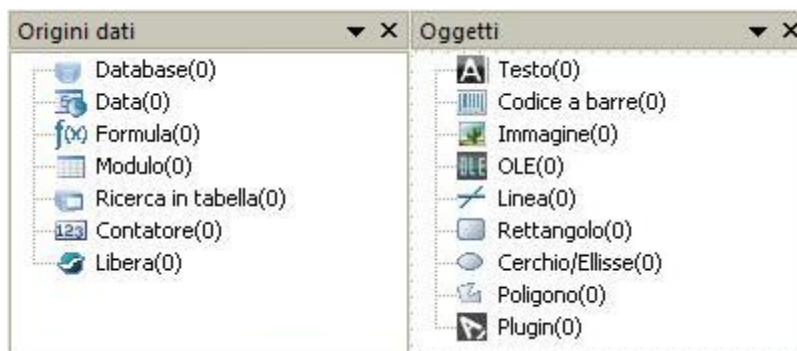 Origini dati
Database(0)
Data(0)
Formula(0)
Modulo(0)
Ricerca in tabella(0)
Contatore(0)
Libera(0)
Oggetti
Testo(0)
Codice a barre(0)
Immagine(0)
OLE(0)
Linea(0)
Rettangolo(0)
Cerchio/Ellisse(0)
Poligono(0)
Plugin(0)